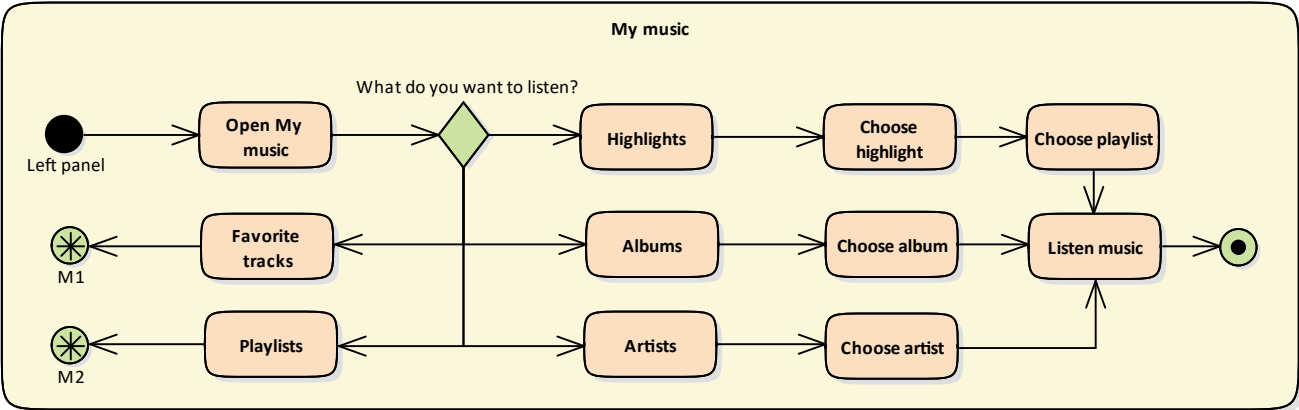 My music
What do you want to listen?
Left panel
Open My
music
Highlights
Choose
highlight
Choose playlist
M1
Favorite
tracks
Albums
Choose album
Listen music
M2
Playlists
Artists
Choose artist